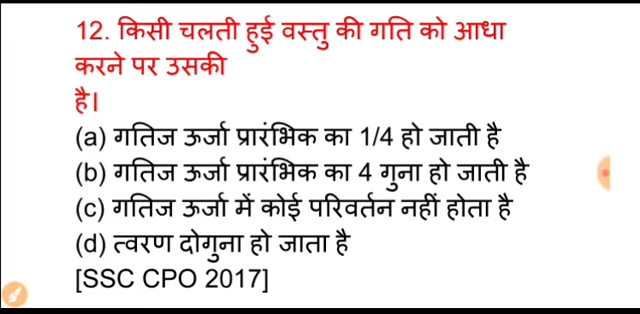 12. किसी चलती हुई वस्तु की गति को आधा
करने पर उसकी
है।
(a) गतिज ऊर्जा प्रारंभिक का 1/4 हो जाती है
(b) गतिज ऊर्जा प्रारंभिक का 4 गुना हो जाती है
(c) गतिज ऊर्जा में कोई परिवर्तन नहीं होता है
(d) त्वरण दोगुना हो जाता है
[SSC CPO 2017]